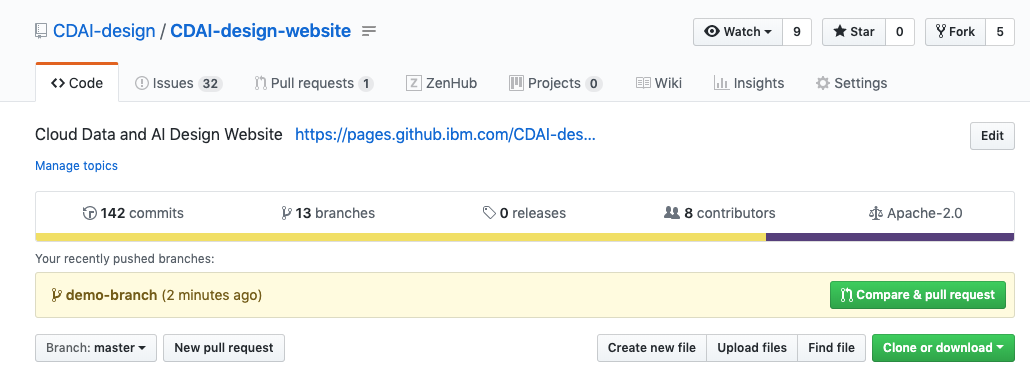 CDAI-design / CDAI-design-website Watch 9 Star 0 Fork 5
Code Issues 32 Pull requests 1 ZenHub Projects 0 Wiki Insights Settings
Cloud Data and AI Design Website https://pages.github.ibm.com/CDAI-des... Edit
Manage topics
142 commits 13 branches 0 releases 8 contributors Apache-2.0
Your recently pushed branches:
demo-branch (2 minutes ago) Compare & pull request
Branch: master New pull request Create new file Upload files Find file Clone or download